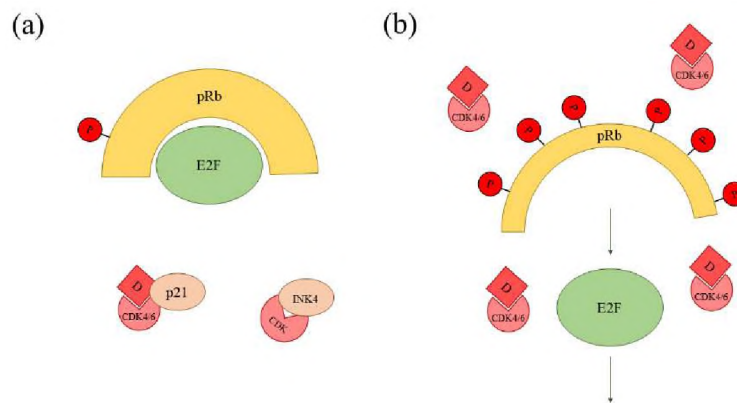 (a)
pRb
P
E2F
D
p21
CDK4/6
INK4
CDK
(b)
D
CDK4/6
D
CDK4/6
P
P
P
P
P
P
pRb
D
CDK4/6
E2F
D
CDK4/6